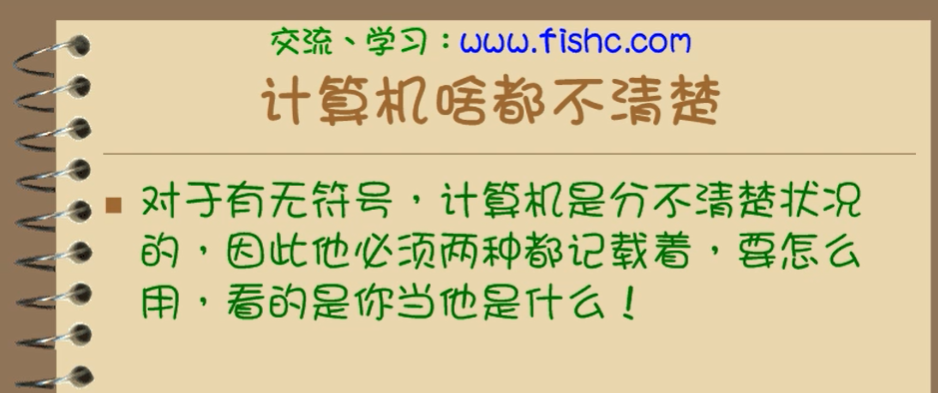 交流、学习：www.fishc.com
计算机啥都不清楚
对于有无符号，计算机是分不清楚状况
的，因此他必须两种都记载着，要怎么
用，看的是你当他是什么！